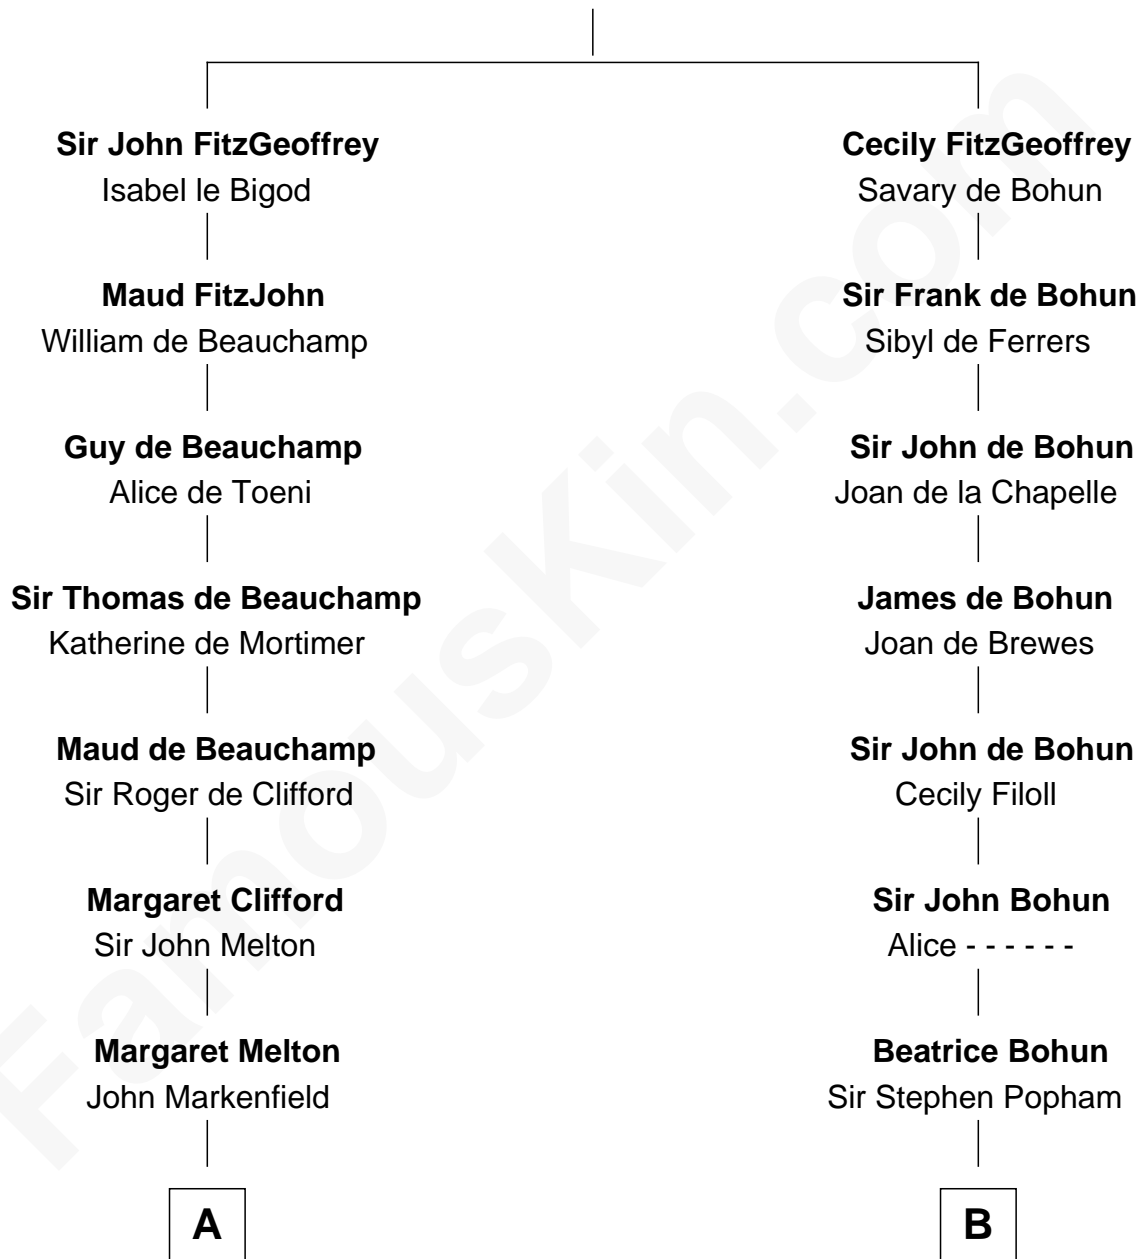 Sir John FitzGeoffrey
Isabel le Bigod
Maud FitzJohn
William de Beauchamp
Guy de Beauchamp
Alice de Toeni
Sir Thomas de Beauchamp
Katherine de Mortimer
Maud de Beauchamp
Sir Roger de Clifford
Margaret Clifford
Sir John Melton
Margaret Melton
John Markenfield
A
Cecily FitzGeoffrey
Savary de Bohun
Sir Frank de Bohun
Sibyl de Ferrers
Sir John de Bohun
Joan de la Chapelle
James de Bohun
Joan de Brewes
Sir John de Bohun
Cecily Filoll
Sir John Bohun
Alice - - - - - -
Beatrice Bohun
Sir Stephen Popham
B
FamousKin.com